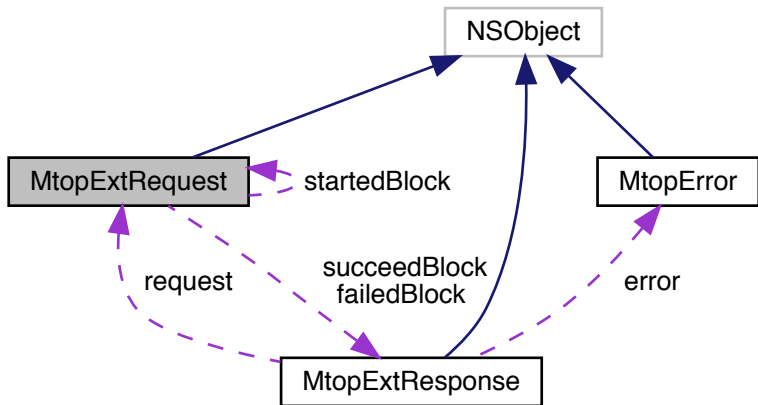 NSObject
MtopExtRequest
startedBlock
MtopError
request
succeedBlock
failedBlock
error
MtopExtResponse